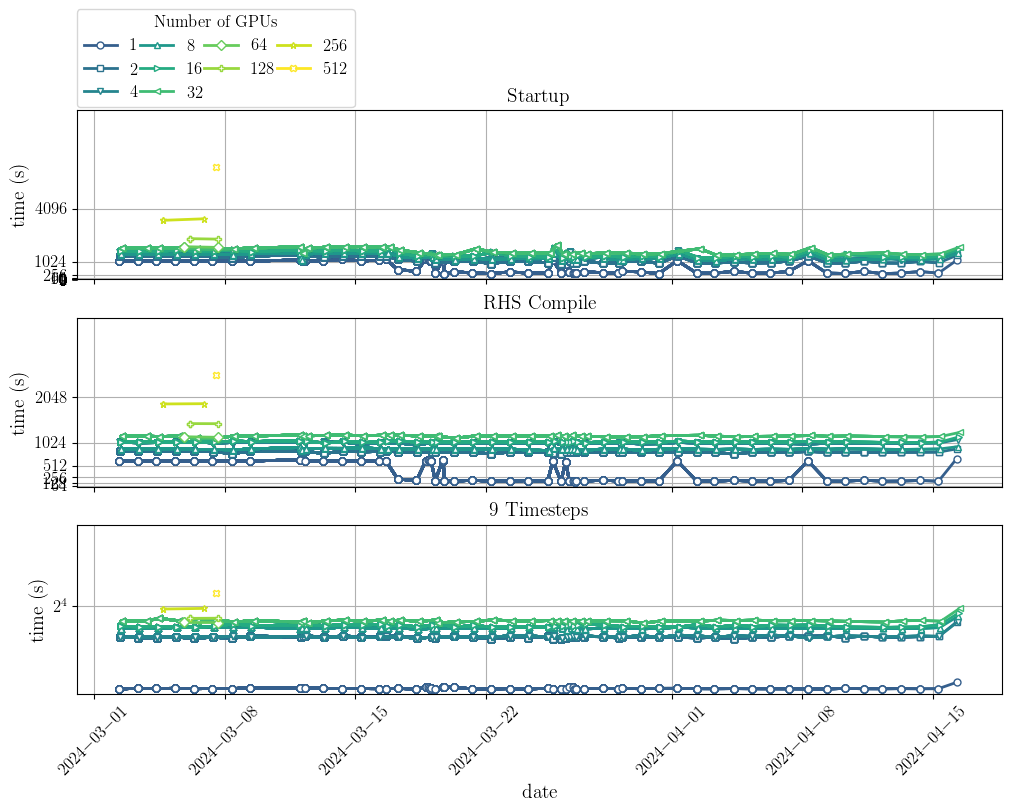 Number of GPUs
1 8 64 256
2 16 128 512
4 32
Startup
time (s)
4096
1024
256
RHS Compile
time (s)
2048
1024
512
256
9 Timesteps
time (s)
2^4
2024−03−01
2024−03−08
2024−03−15
2024−03−22
2024−04−01
2024−04−08
2024−04−15
date